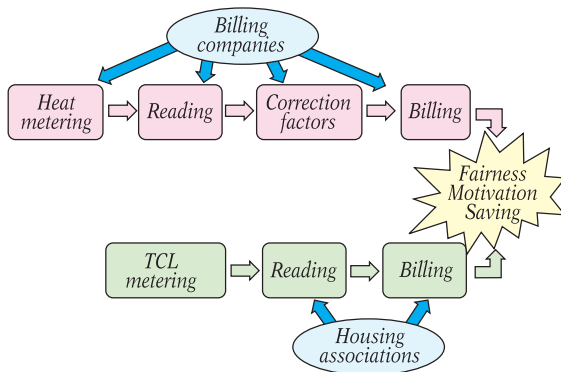 Billing
companies
Heat
metering
Reading
Correction
factors
Billing
Fairness
Motivation
Saving
TCL
metering
Reading
Billing
Housing
associations